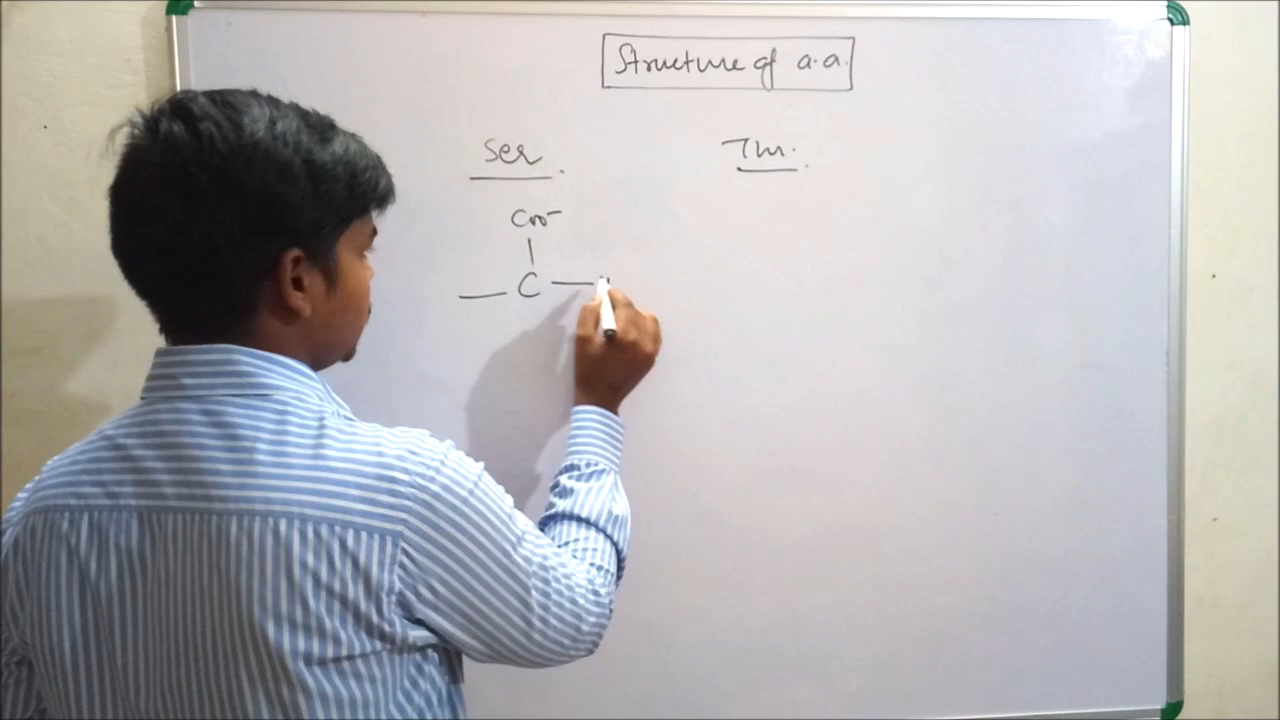 Structure of a.a.
Ser.
Thr.
COO-
— C —